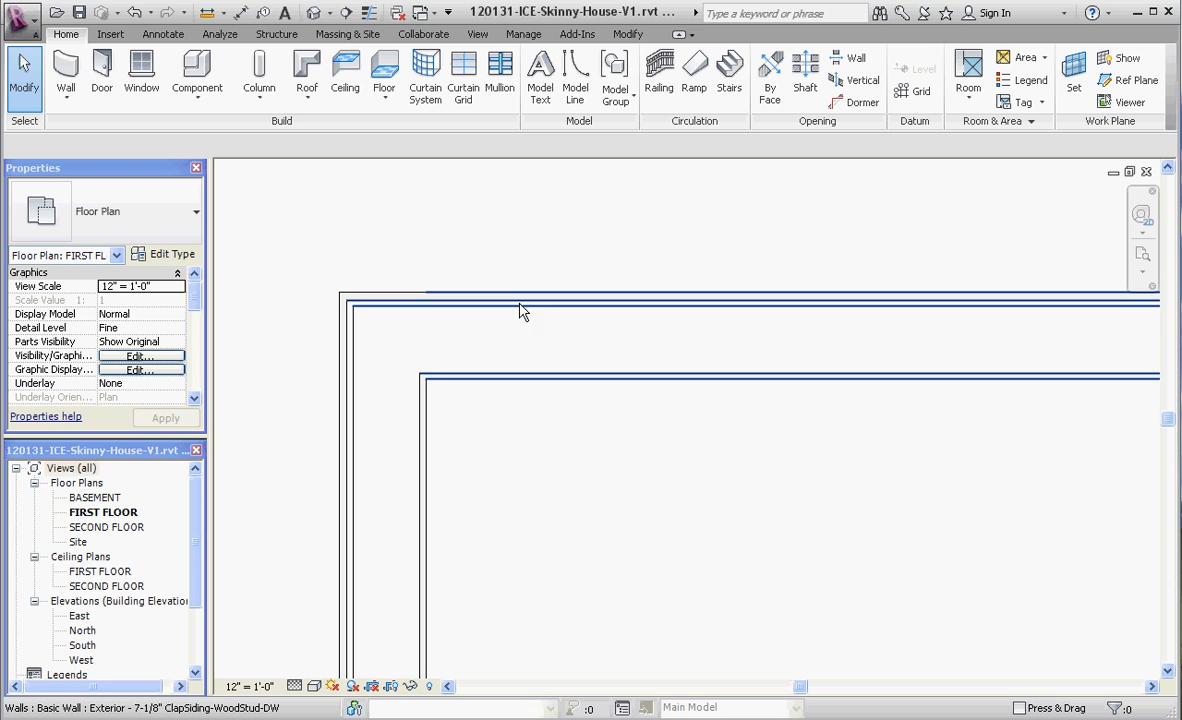 120131-ICE-Skinny-House-V1.rvt ...
Type a keyword or phrase
Sign In
Home Insert Annotate Analyze Structure Massing & Site Collaborate View Manage Add-Ins Modify
Modify
Wall
Door
Window
Component
Column
Roof
Ceiling
Floor
Curtain
System
Curtain
Grid
Mullion
Model
Text
Model
Line
Model
Group
Railing
Ramp
Stairs
By
Face
Shaft
Wall
Vertical
Dormer
Level
Grid
Room
Area
Legend
Tag
Set
Show
Ref Plane
Viewer
Select
Build
Model
Circulation
Opening
Datum
Room & Area
Work Plane
Properties
Floor Plan
Floor Plan: FIRST FL
Edit Type
Graphics
View Scale 12" = 1'-0"
Scale Value 1: 1
Display Model Normal
Detail Level Fine
Parts Visibility Show Original
Visibility/Graphi... Edit...
Graphic Display... Edit...
Underlay None
Underlay Orien... Plan
Properties help
Apply
120131-ICE-Skinny-House-V1.rvt ...
Views (all)
Floor Plans
BASEMENT
FIRST FLOOR
SECOND FLOOR
Site
Ceiling Plans
FIRST FLOOR
SECOND FLOOR
Elevations (Building Elevatio
East
North
South
West
Legends
2D
12" = 1'-0"
Walls : Basic Wall : Exterior - 7-1/8" ClapSiding-WoodStud-DW
:0
Main Model
Press & Drag
:0